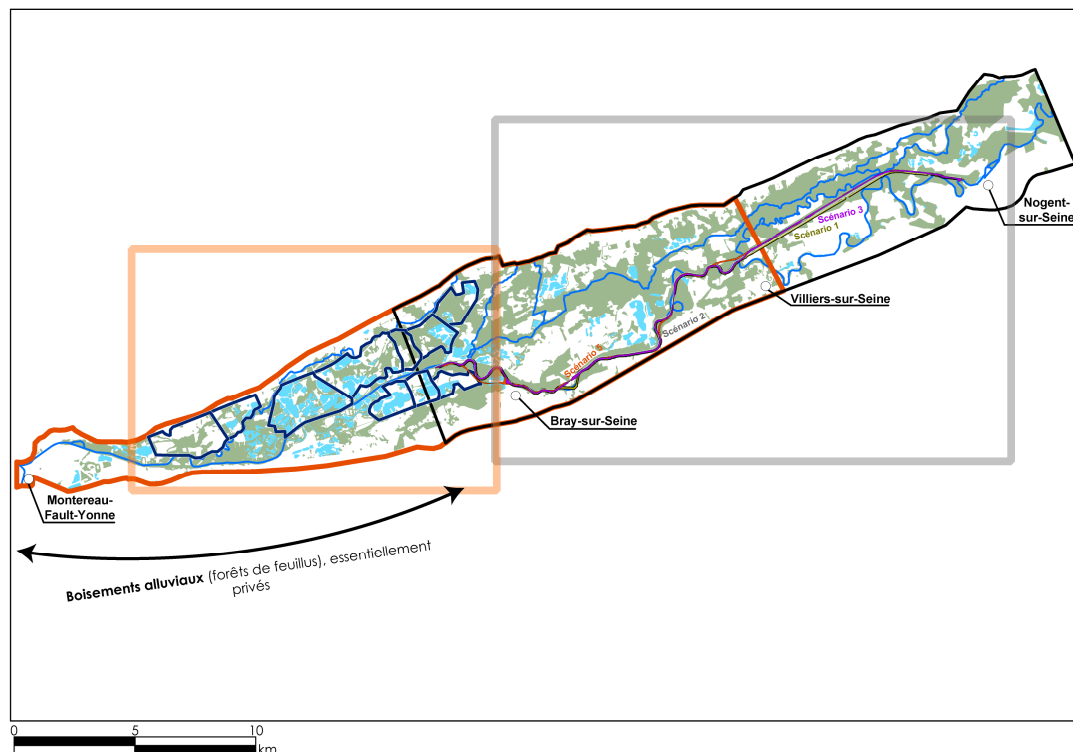 Nogent-
sur-Seine
Scénario 3
Scénario 1
Villiers-sur-Seine
Scénario 2
Scénario 5
Bray-sur-Seine
Montereau-
Fault-Yonne
Boisements alluviaux (forêts de feuillus), essentiellement
privés
0 5 10
km